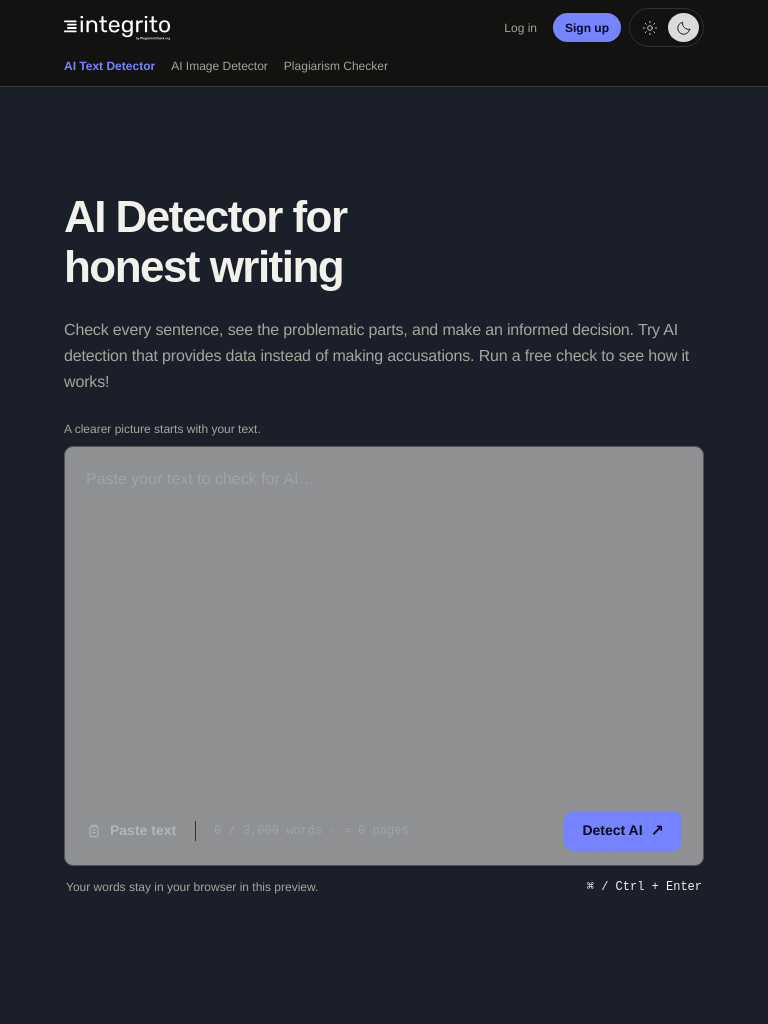 integrito
by PlagiarismCheck.org
Log in
Sign up
AI Text Detector
AI Image Detector
Plagiarism Checker
AI Detector for
honest writing
Check every sentence, see the problematic parts, and make an informed decision. Try AI
detection that provides data instead of making accusations. Run a free check to see how it
works!
A clearer picture starts with your text.
Paste your text to check for AI…
Paste text
0 / 3,000 words · ≈ 0 pages
Detect AI ↗
Your words stay in your browser in this preview.
⌘ / Ctrl + Enter